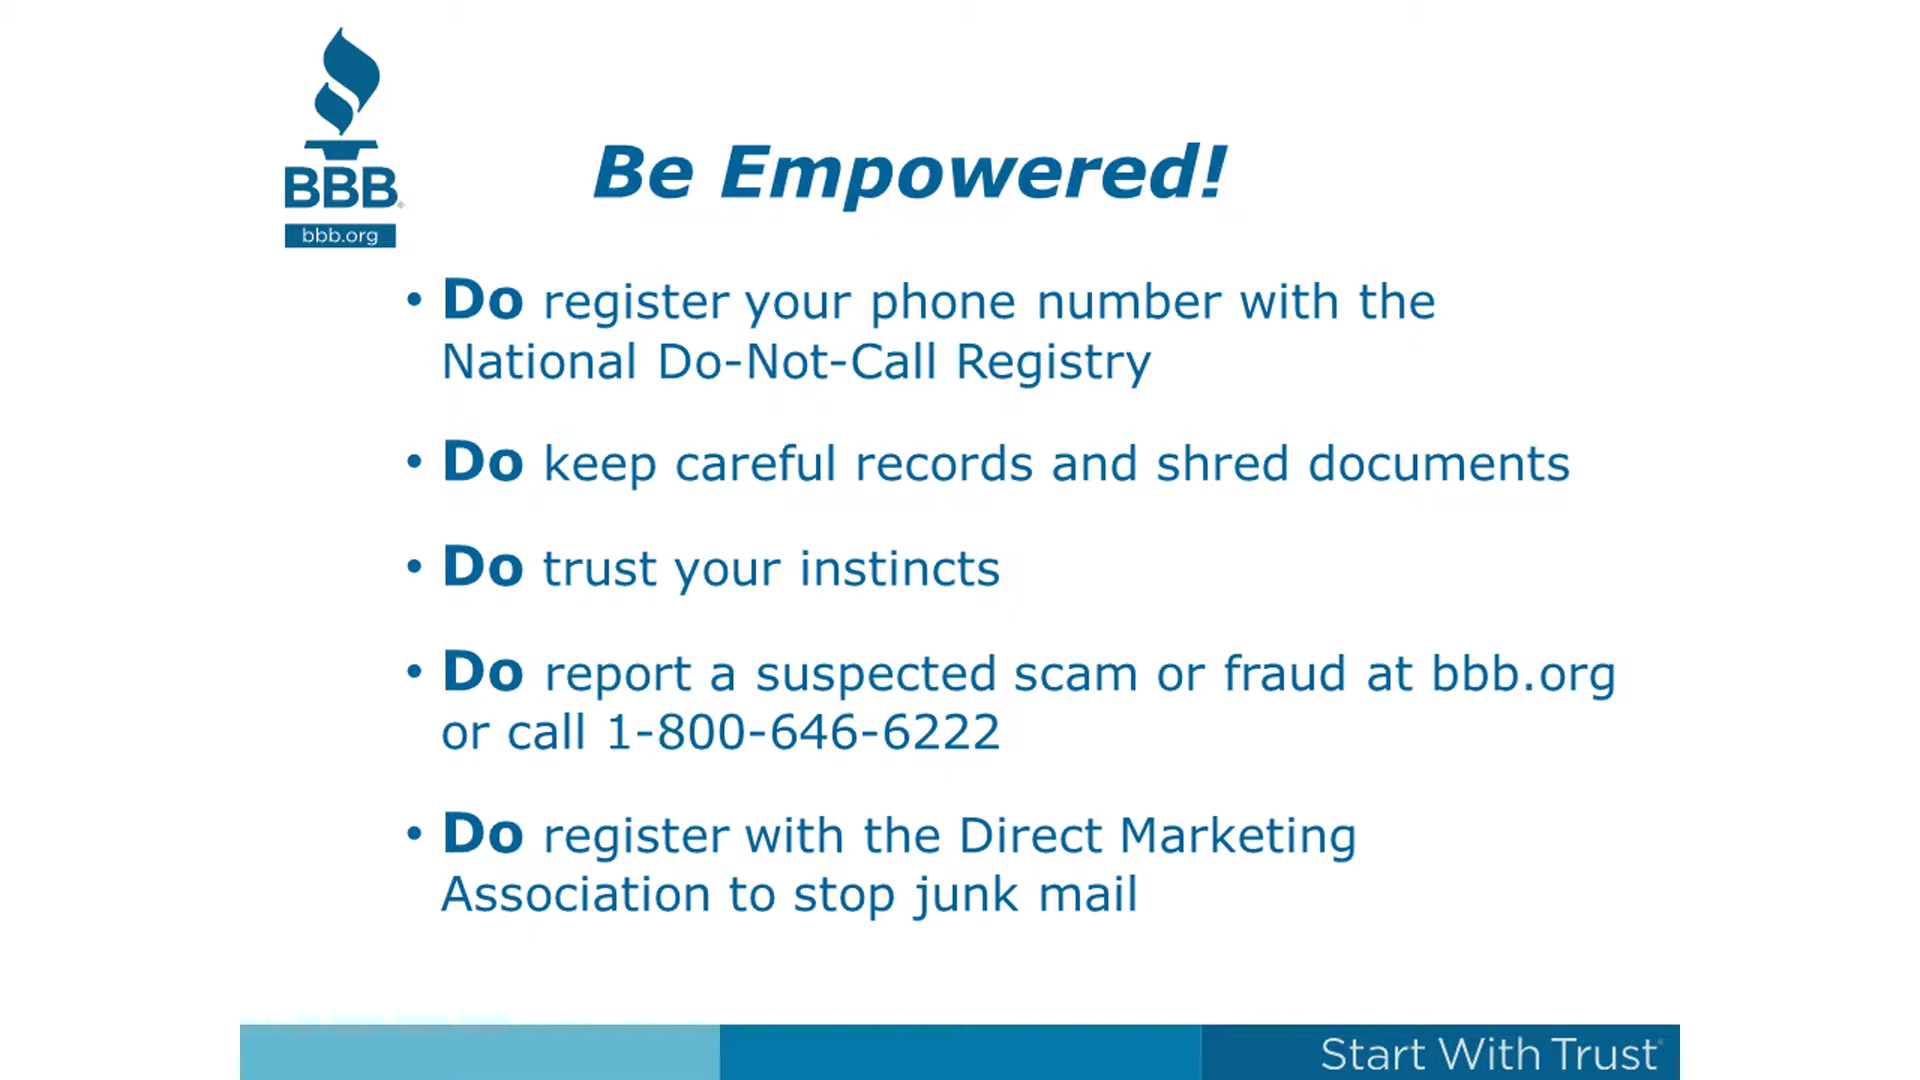 BBB®
bbb.org
Be Empowered!
• Do register your phone number with the
National Do-Not-Call Registry
• Do keep careful records and shred documents
• Do trust your instincts
• Do report a suspected scam or fraud at bbb.org
or call 1-800-646-6222
• Do register with the Direct Marketing
Association to stop junk mail
Start With Trust®